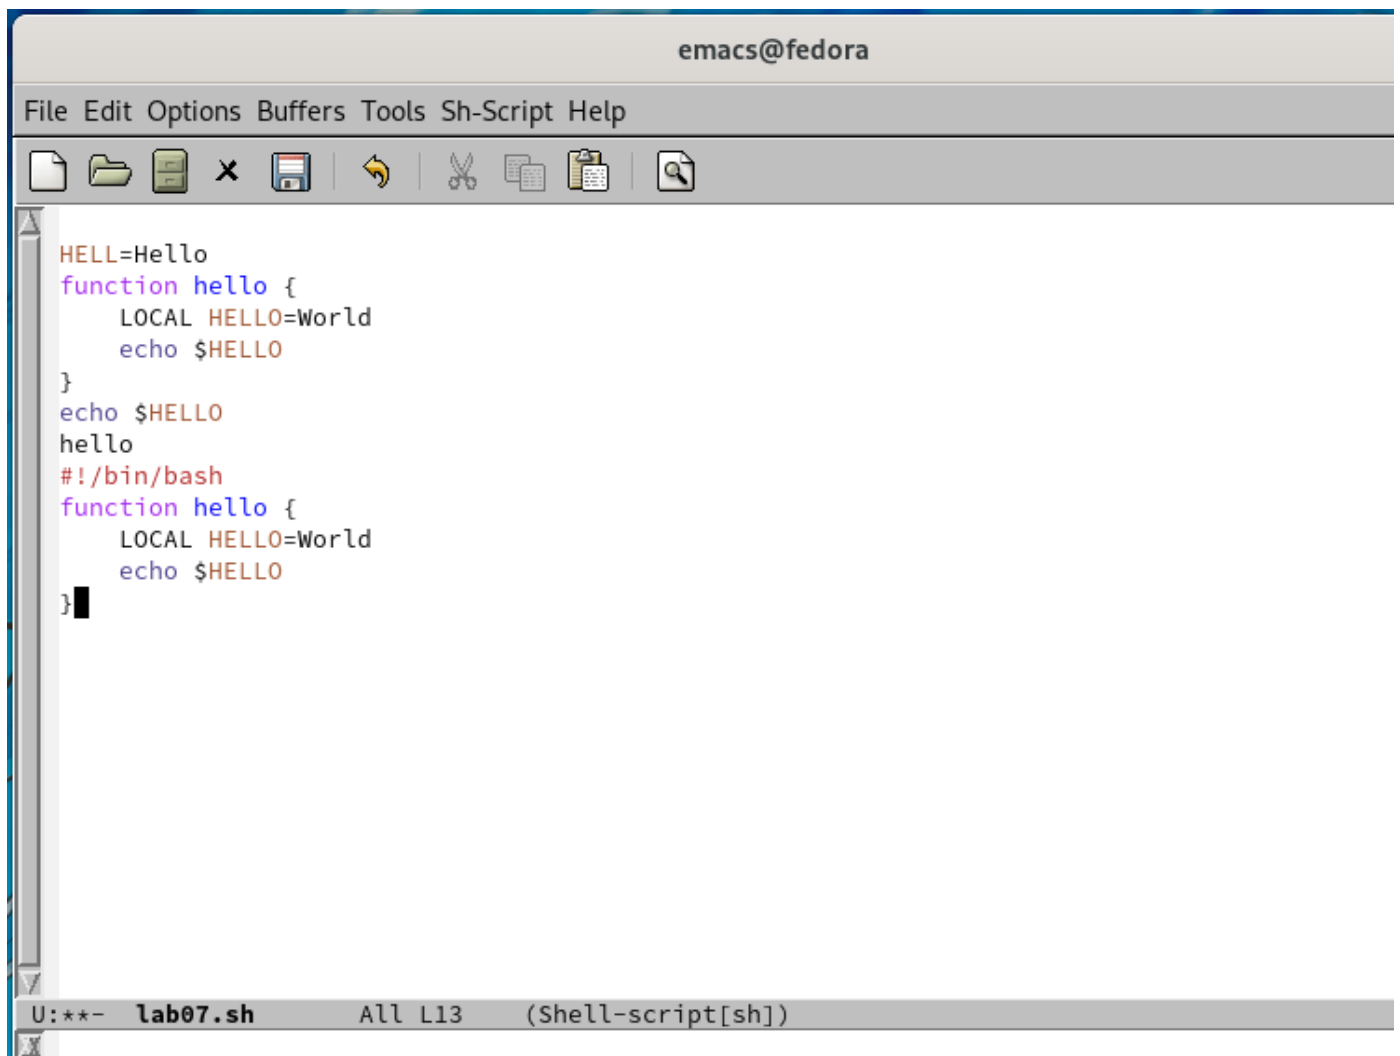 emacs@fedora
File Edit Options Buffers Tools Sh-Script Help
HELL=Hello
function hello {
    LOCAL HELLO=World
    echo $HELLO
}
echo $HELLO
hello
#!/bin/bash
function hello {
    LOCAL HELLO=World
    echo $HELLO
}
U:**-  lab07.sh       All L13    (Shell-script[sh])